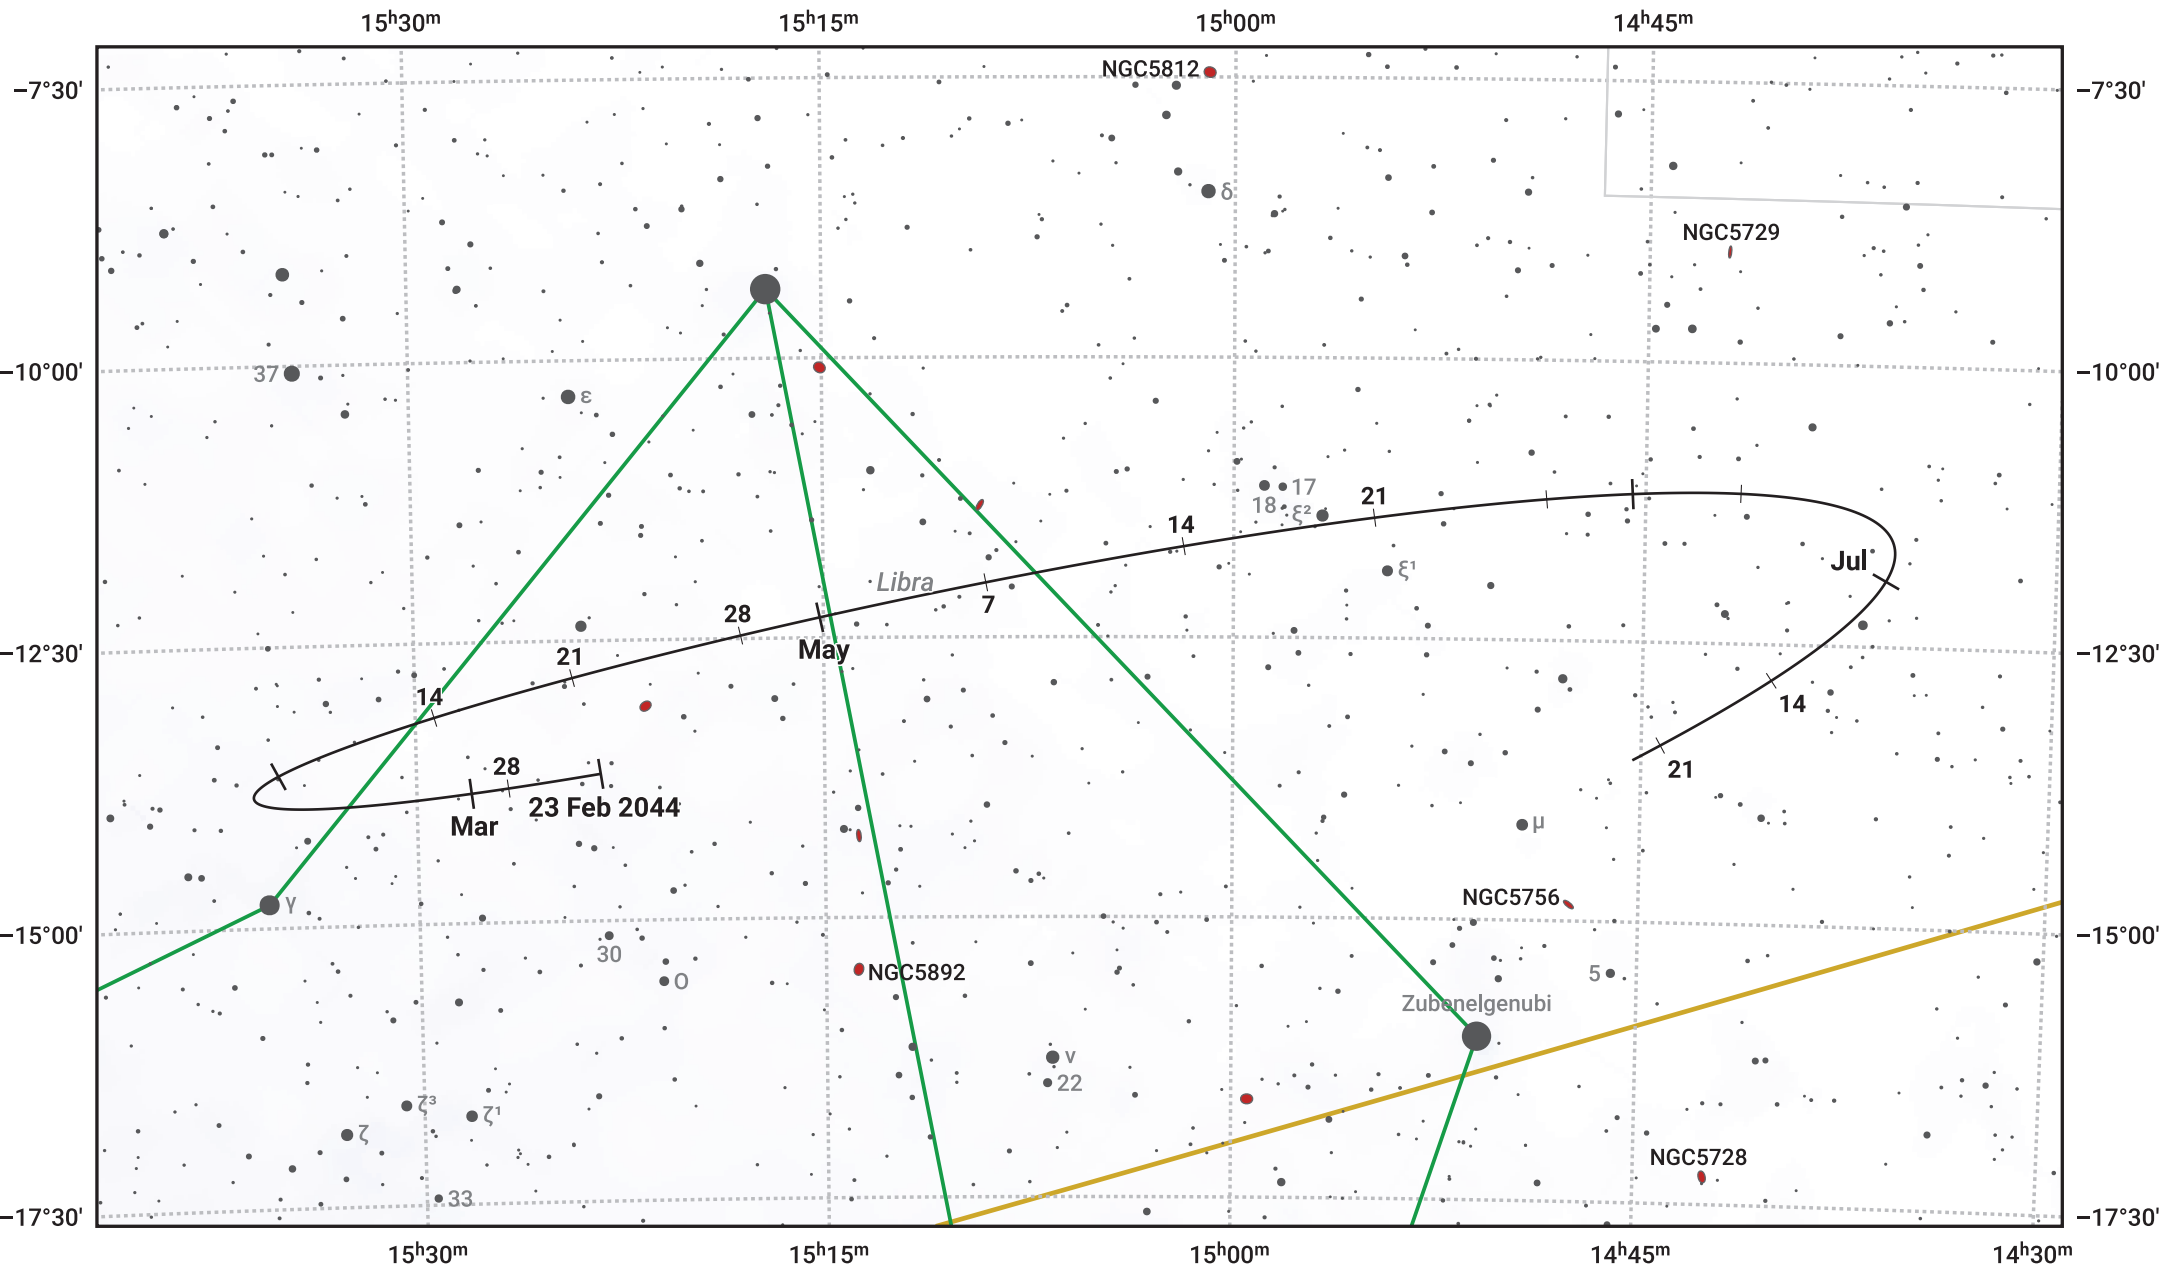 15ʰ30ᵐ 15ʰ15ᵐ 15ʰ00ᵐ 14ʰ45ᵐ
NGC5812
−7°30' −7°30'
δ
NGC5729
−10°00' −10°00'
37
ε
17
18
ξ²
21
14
Jul
ξ¹
Libra
7
28
May
−12°30' −12°30'
21
14
14
28
21
23 Feb 2044
Mar
μ
γ
NGC5756
−15°00' −15°00'
30
O
NGC5892
5
Zubenelgenubi
ν
22
ζ³
ζ¹
ζ
NGC5728
33
−17°30' −17°30'
15ʰ30ᵐ 15ʰ15ᵐ 15ʰ00ᵐ 14ʰ45ᵐ 14ʰ30ᵐ